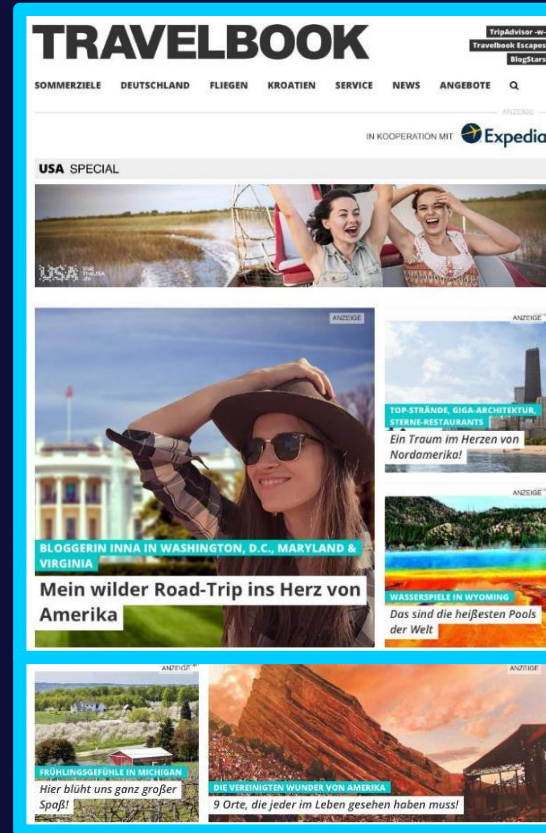 TRAVELBOOK
TripAdvisor -w-
Travelbook Escapes
BlogStars
SOMMERZIELE DEUTSCHLAND FLIEGEN KROATIEN SERVICE NEWS ANGEBOTE
ANZEIGE
IN KOOPERATION MIT Expedia
USA SPECIAL
USA Visit
TheUSA
.de
ANZEIGE
BLOGGERIN INNA IN WASHINGTON, D.C., MARYLAND &
VIRGINIA
Mein wilder Road-Trip ins Herz von
Amerika
ANZEIGE
TOP-STRÄNDE, GIGA-ARCHITEKTUR,
STERNE-RESTAURANTS
Ein Traum im Herzen von
Nordamerika!
ANZEIGE
WASSERSPIELE IN WYOMING
Das sind die heißesten Pools
der Welt
ANZEIGE
FRÜHLINGSGEFÜHLE IN MICHIGAN
Hier blüht uns ganz großer
Spaß!
ANZEIGE
DIE VEREINIGTEN WUNDER VON AMERIKA
9 Orte, die jeder im Leben gesehen haben muss!